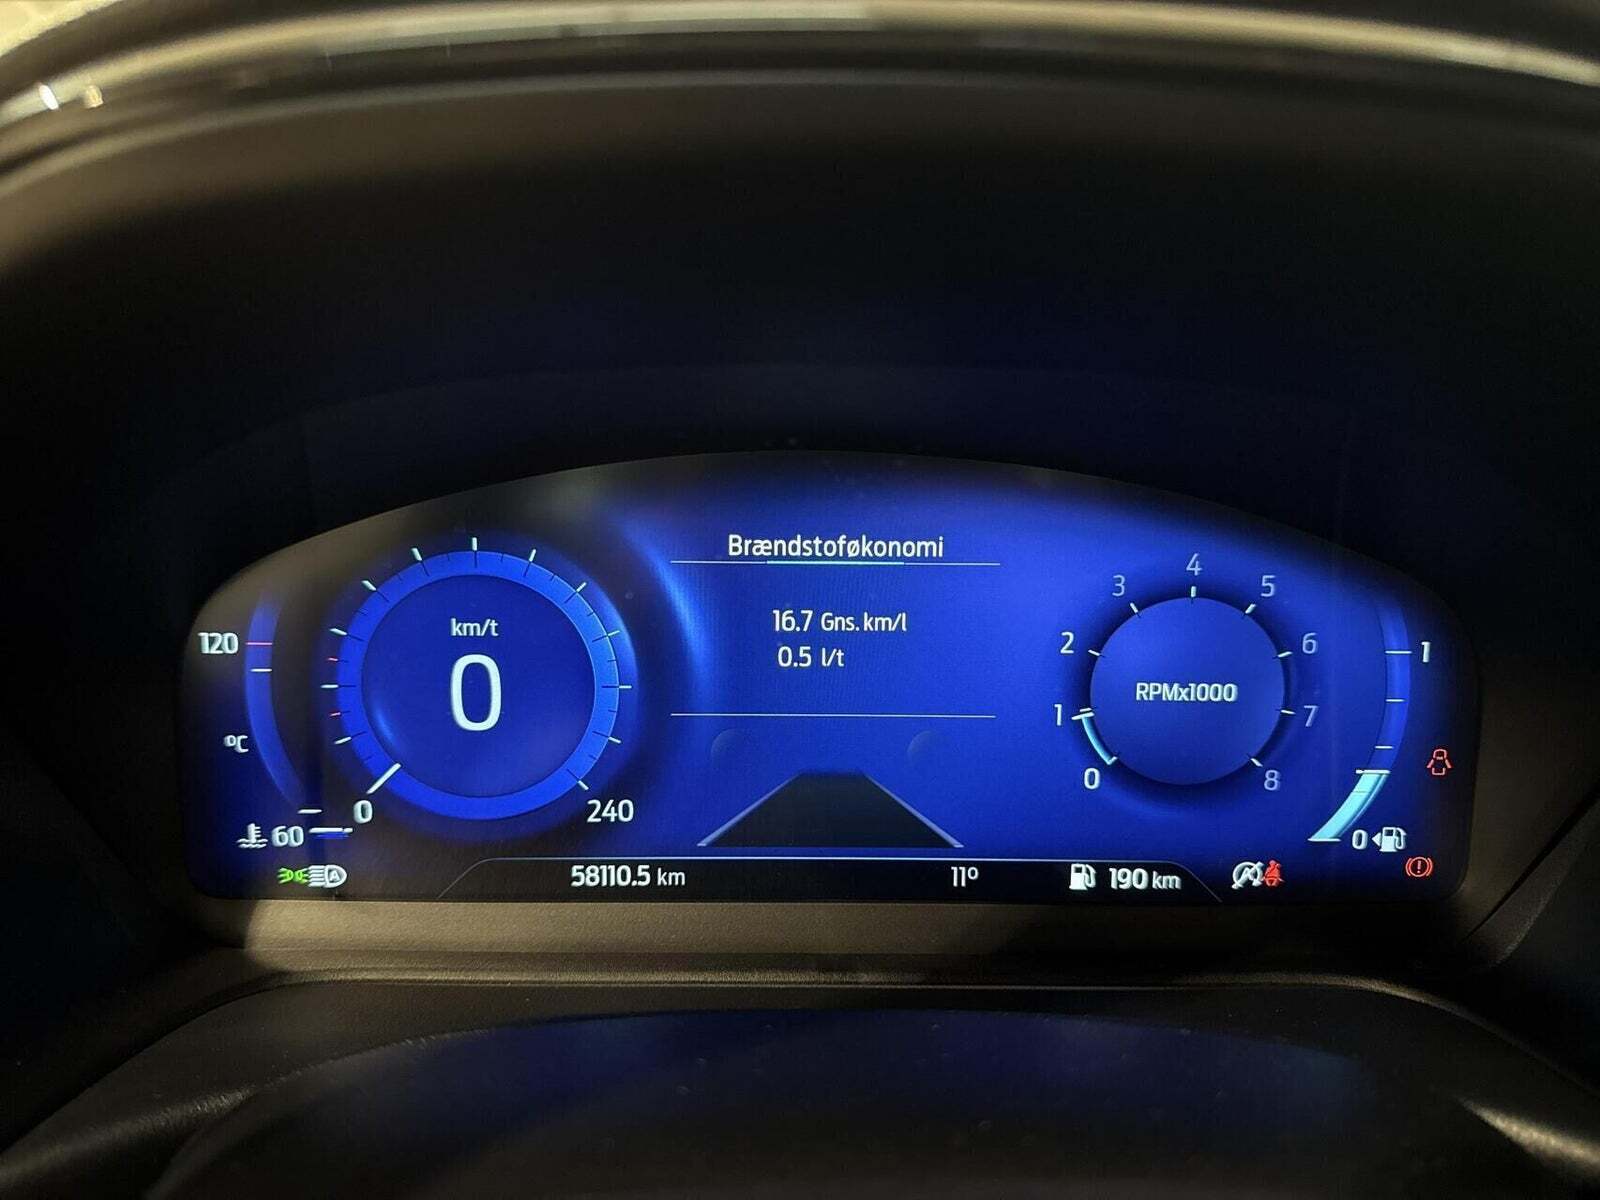 Brændstoføkonomi
16.7 Gns. km/l
0.5 l/t
120
°C
60
km/t
0
0
240
4
3
5
2
6
RPMx1000
1
7
0
8
1
0
58110.5 km
11°
190 km
A
A